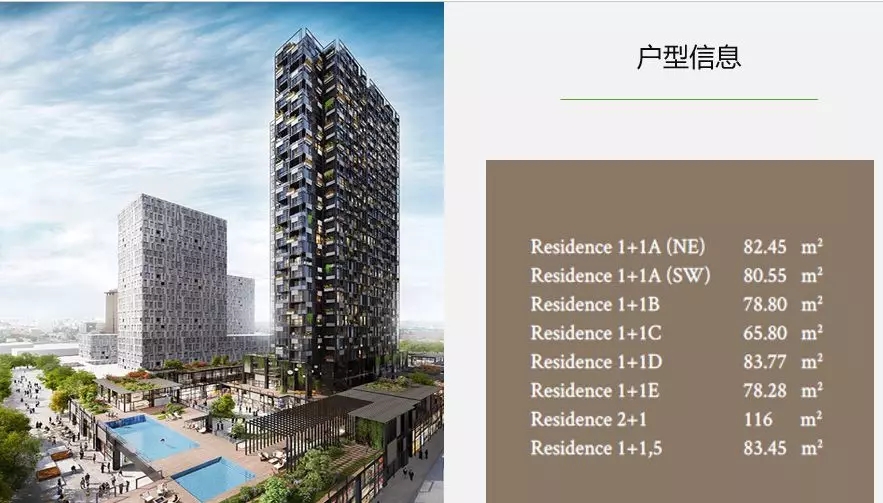 户型信息
Residence 1+1A (NE) 82.45 m²
Residence 1+1A (SW) 80.55 m²
Residence 1+1B 78.80 m²
Residence 1+1C 65.80 m²
Residence 1+1D 83.77 m²
Residence 1+1E 78.28 m²
Residence 2+1 116 m²
Residence 1+1,5 83.45 m²